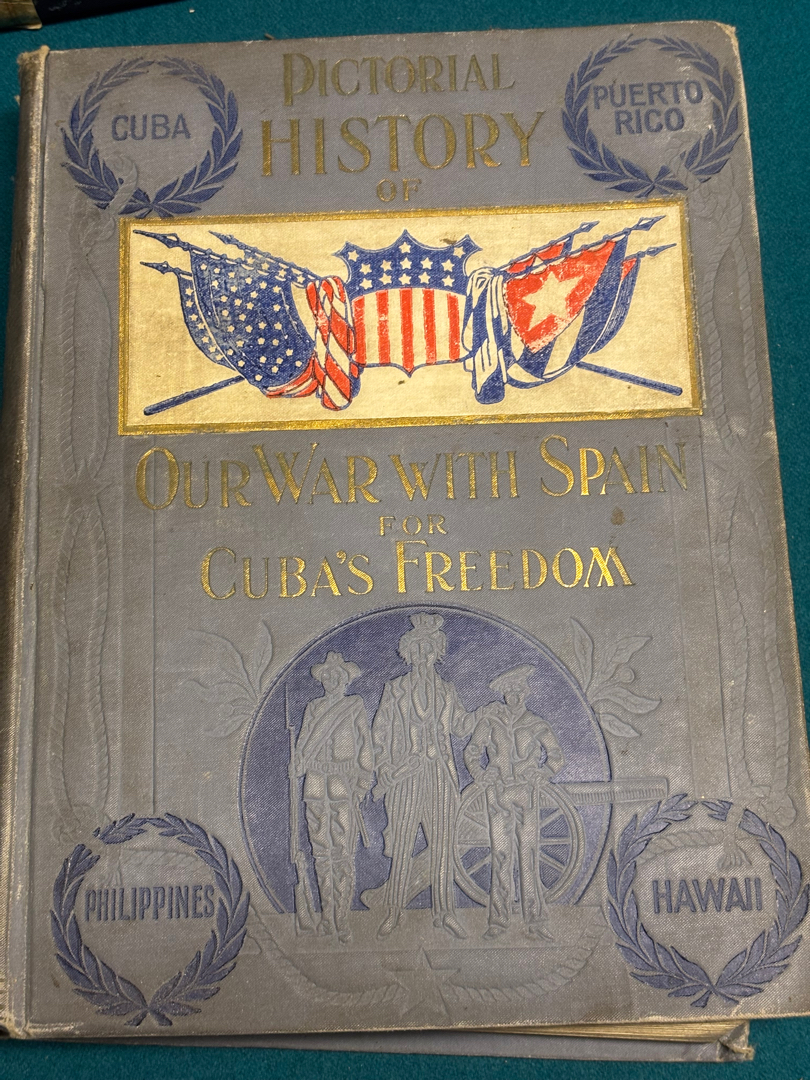 CUBA
PUERTO
RICO
PICTORIAL
HISTORY
OF
OUR WAR WITH SPAIN
FOR
CUBA'S FREEDOM
PHILIPPINES
HAWAII